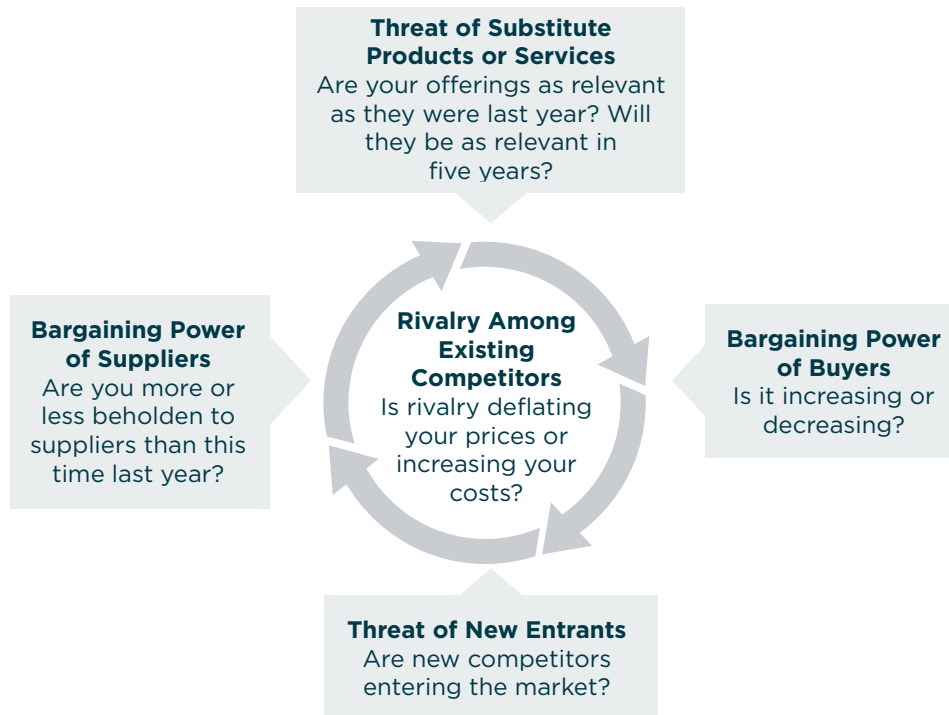 Threat of Substitute
Products or Services
Are your offerings as relevant
as they were last year? Will
they be as relevant in
five years?
Bargaining Power
of Suppliers
Are you more or
less beholden to
suppliers than this
time last year?
Rivalry Among
Existing
Competitors
Is rivalry deflating
your prices or
increasing your
costs?
Bargaining Power
of Buyers
Is it increasing or
decreasing?
Threat of New Entrants
Are new competitors
entering the market?